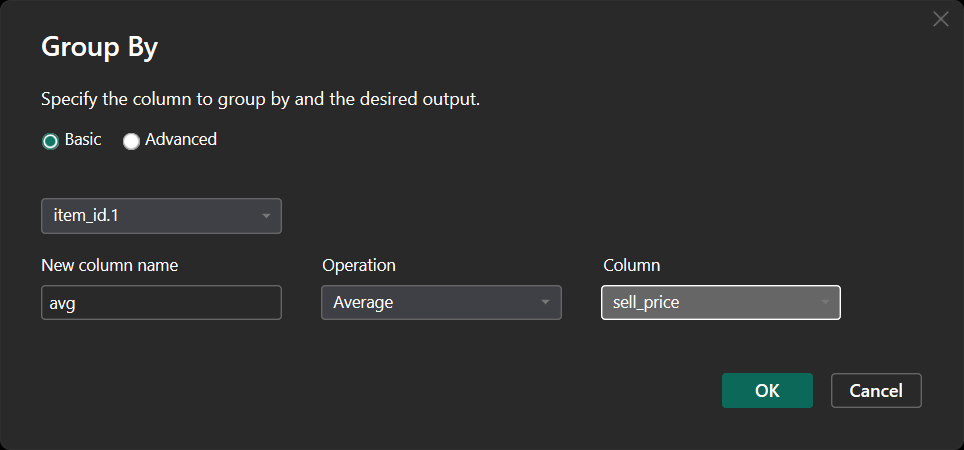 Group By
Specify the column to group by and the desired output.
Basic Advanced
item_id.1
New column name Operation Column
avg Average sell_price
OK Cancel